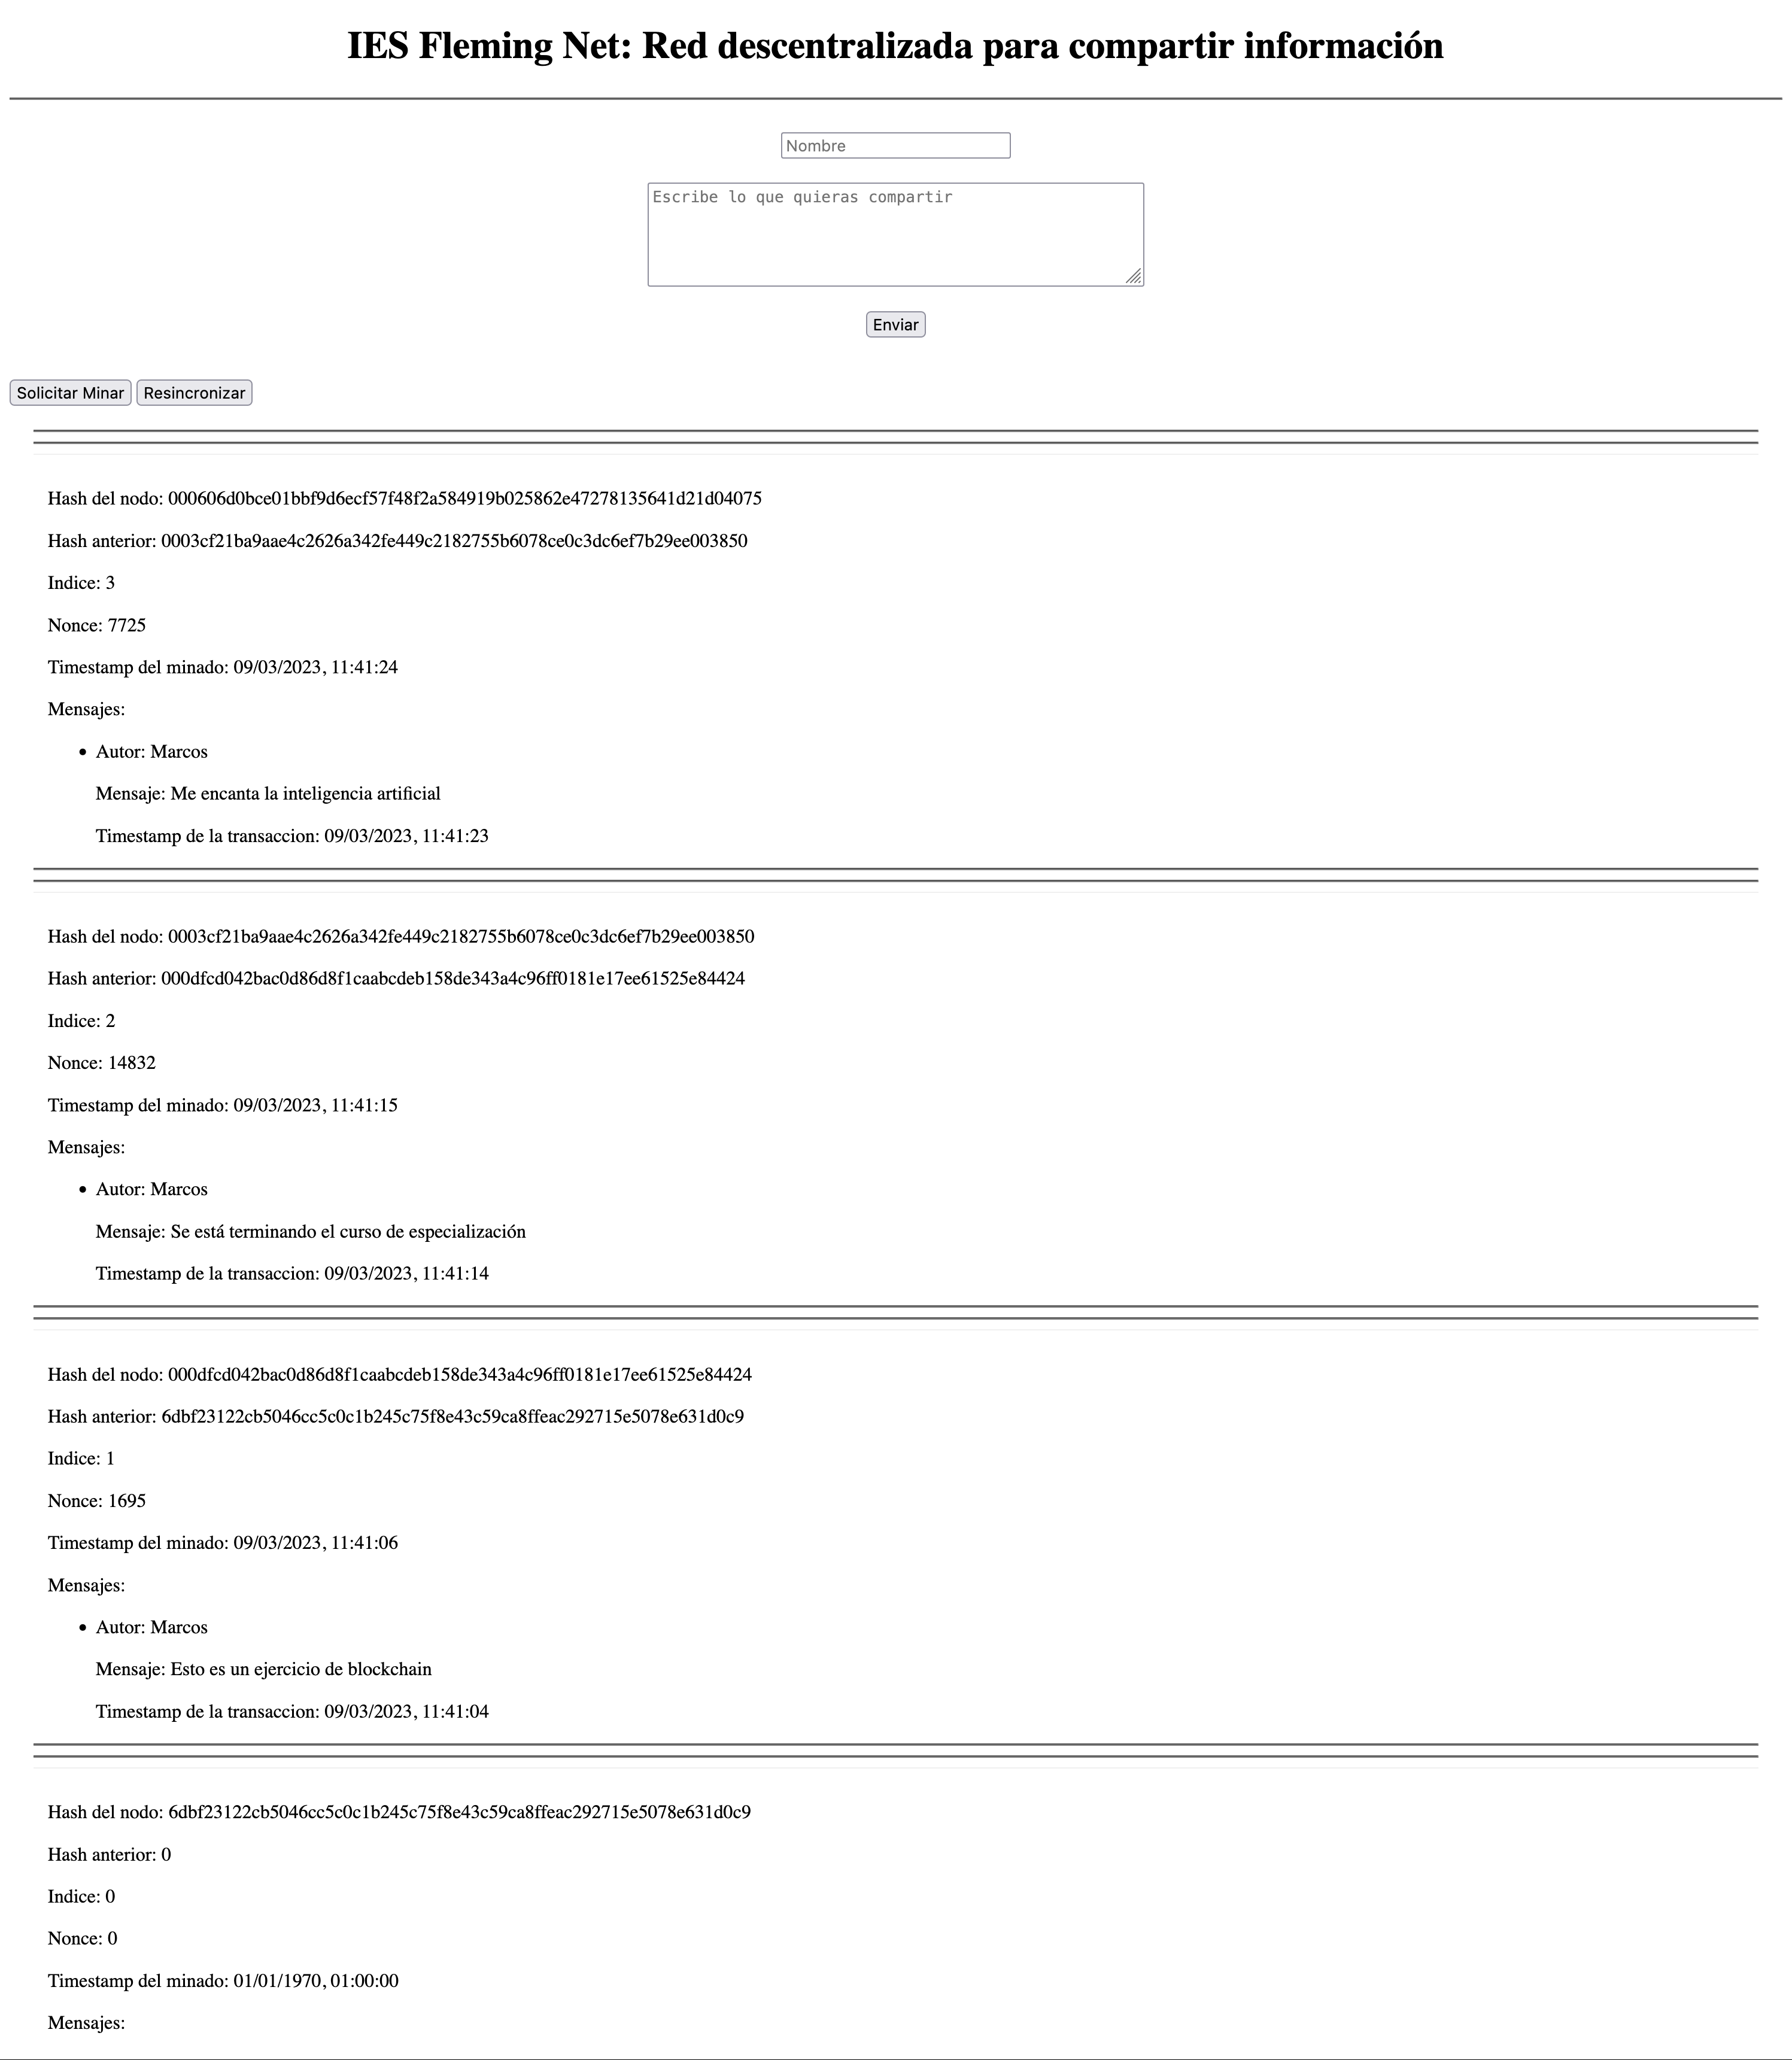 IES Fleming Net: Red descentralizada para compartir información
Nombre
Escribe lo que quieras compartir
Enviar
Solicitar Minar Resincronizar
Hash del nodo: 000606d0bce01bbf9d6ecf57f48f2a584919b025862e47278135641d21d04075
Hash anterior: 0003cf21ba9aae4c2626a342fe449c2182755b6078ce0c3dc6ef7b29ee003850
Indice: 3
Nonce: 7725
Timestamp del minado: 09/03/2023, 11:41:24
Mensajes:
• Autor: Marcos
Mensaje: Me encanta la inteligencia artificial
Timestamp de la transaccion: 09/03/2023, 11:41:23
Hash del nodo: 0003cf21ba9aae4c2626a342fe449c2182755b6078ce0c3dc6ef7b29ee003850
Hash anterior: 000dfcd042bac0d86d8f1caabcdeb158de343a4c96ff0181e17ee61525e84424
Indice: 2
Nonce: 14832
Timestamp del minado: 09/03/2023, 11:41:15
Mensajes:
• Autor: Marcos
Mensaje: Se está terminando el curso de especialización
Timestamp de la transaccion: 09/03/2023, 11:41:14
Hash del nodo: 000dfcd042bac0d86d8f1caabcdeb158de343a4c96ff0181e17ee61525e84424
Hash anterior: 6dbf23122cb5046cc5c0c1b245c75f8e43c59ca8ffeac292715e5078e631d0c9
Indice: 1
Nonce: 1695
Timestamp del minado: 09/03/2023, 11:41:06
Mensajes:
• Autor: Marcos
Mensaje: Esto es un ejercicio de blockchain
Timestamp de la transaccion: 09/03/2023, 11:41:04
Hash del nodo: 6dbf23122cb5046cc5c0c1b245c75f8e43c59ca8ffeac292715e5078e631d0c9
Hash anterior: 0
Indice: 0
Nonce: 0
Timestamp del minado: 01/01/1970, 01:00:00
Mensajes: